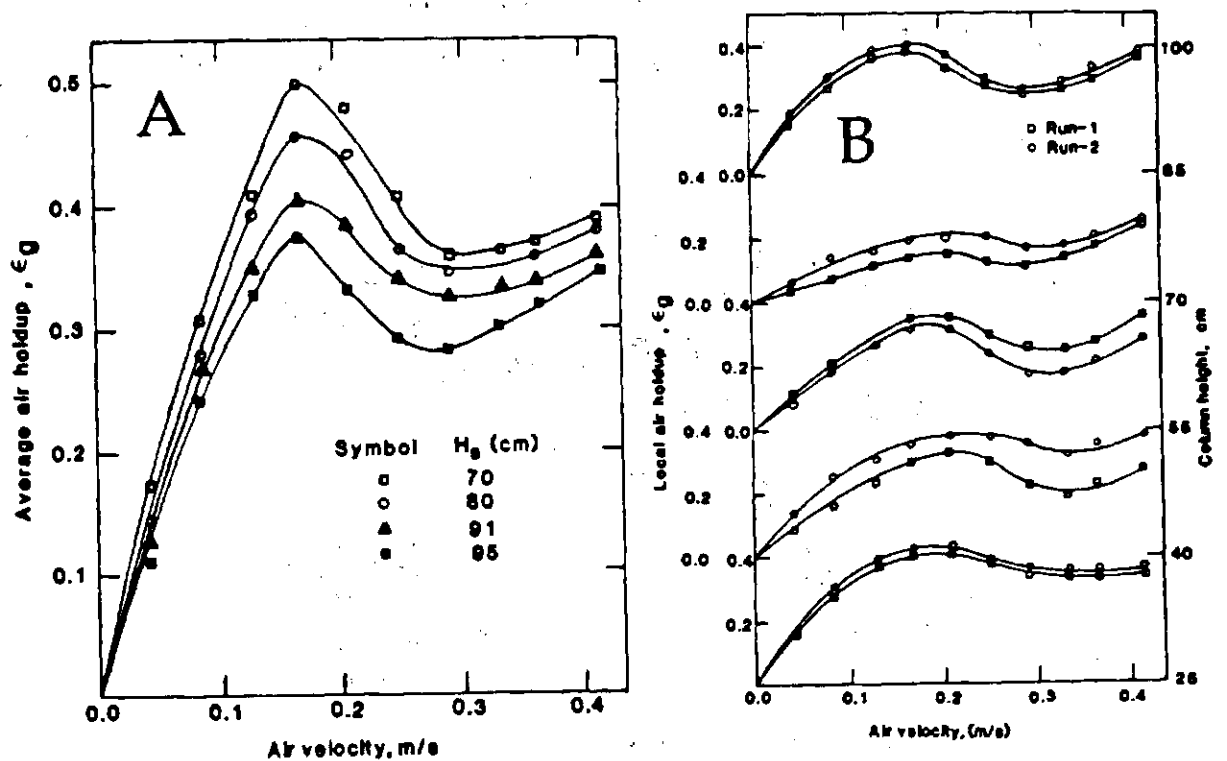 A
0.5
0.4
0.3
0.2
0.1
Average air holdup , ϵg
Symbol Hs (cm)
70
80
91
95
0.0 0.1 0.2 0.3 0.4
Air velocity, m/s
B
Run-1
Run-2
0.4
0.2
0.0
0.4
0.2
0.0
0.4
0.2
0.0
0.4
0.2
0.0
0.4
0.2
Local air holdup , ϵg
100
85
70
55
40
25
Column height, cm
0.0 0.1 0.2 0.3 0.4
Air velocity, (m/s)